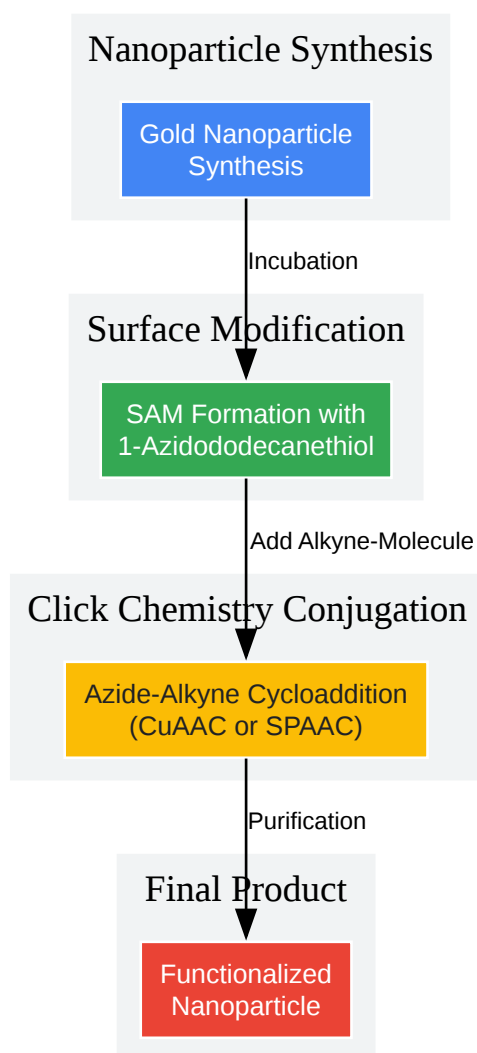 Nanoparticle Synthesis
Gold Nanoparticle
Synthesis
Incubation
Surface Modification
SAM Formation with
1-Azidododecanethiol
Add Alkyne-Molecule
Click Chemistry Conjugation
Azide-Alkyne Cycloaddition
(CuAAC or SPAAC)
Purification
Final Product
Functionalized
Nanoparticle